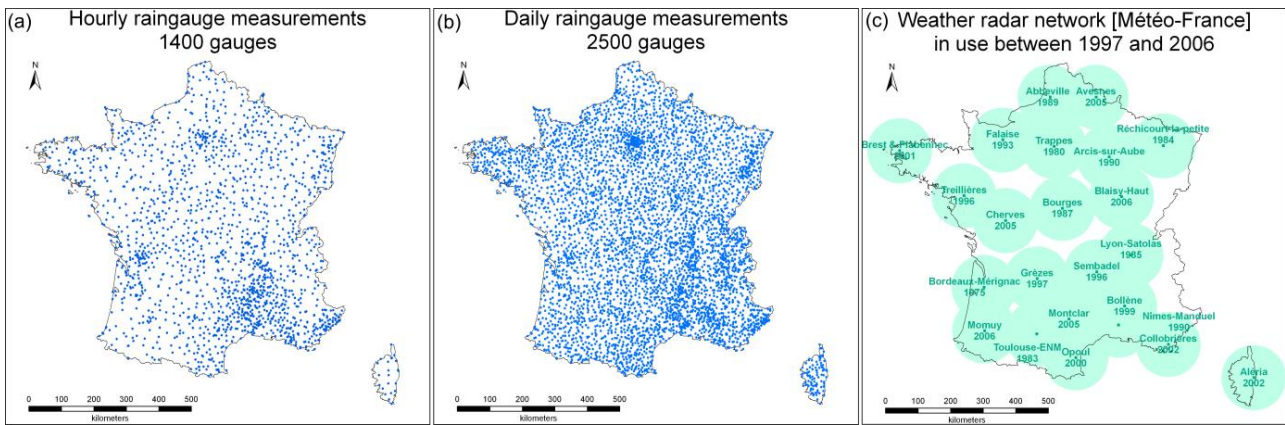 (a) Hourly raingauge measurements
1400 gauges
N
0 100 200 300 400 500
kilometers
(b) Daily raingauge measurements
2500 gauges
N
0 100 200 300 400 500
kilometers
(c) Weather radar network [Météo-France]
in use between 1997 and 2006
N
Abbeville
1989
Avesnes
2005
Falaise
1993
Trappes
1980
Réchicourt-la-petite
1984
Arcis-sur-Aube
1990
Brest & Plabennec
Treillières
1996
Cherves
2005
Bourges
1987
Blaisy-Haut
2006
Lyon-Satolas
1985
Sembadel
1996
Grèzes
1997
Bordeaux-Mérignac
1975
Bollène
1999
Montclar
2005
Nîmes-Manduel
1990
Momuy
2006
Collobrières
2002
Toulouse-ENM
1983
Opoul
2000
Aléria
2002
0 100 200 300 400 500
kilometers